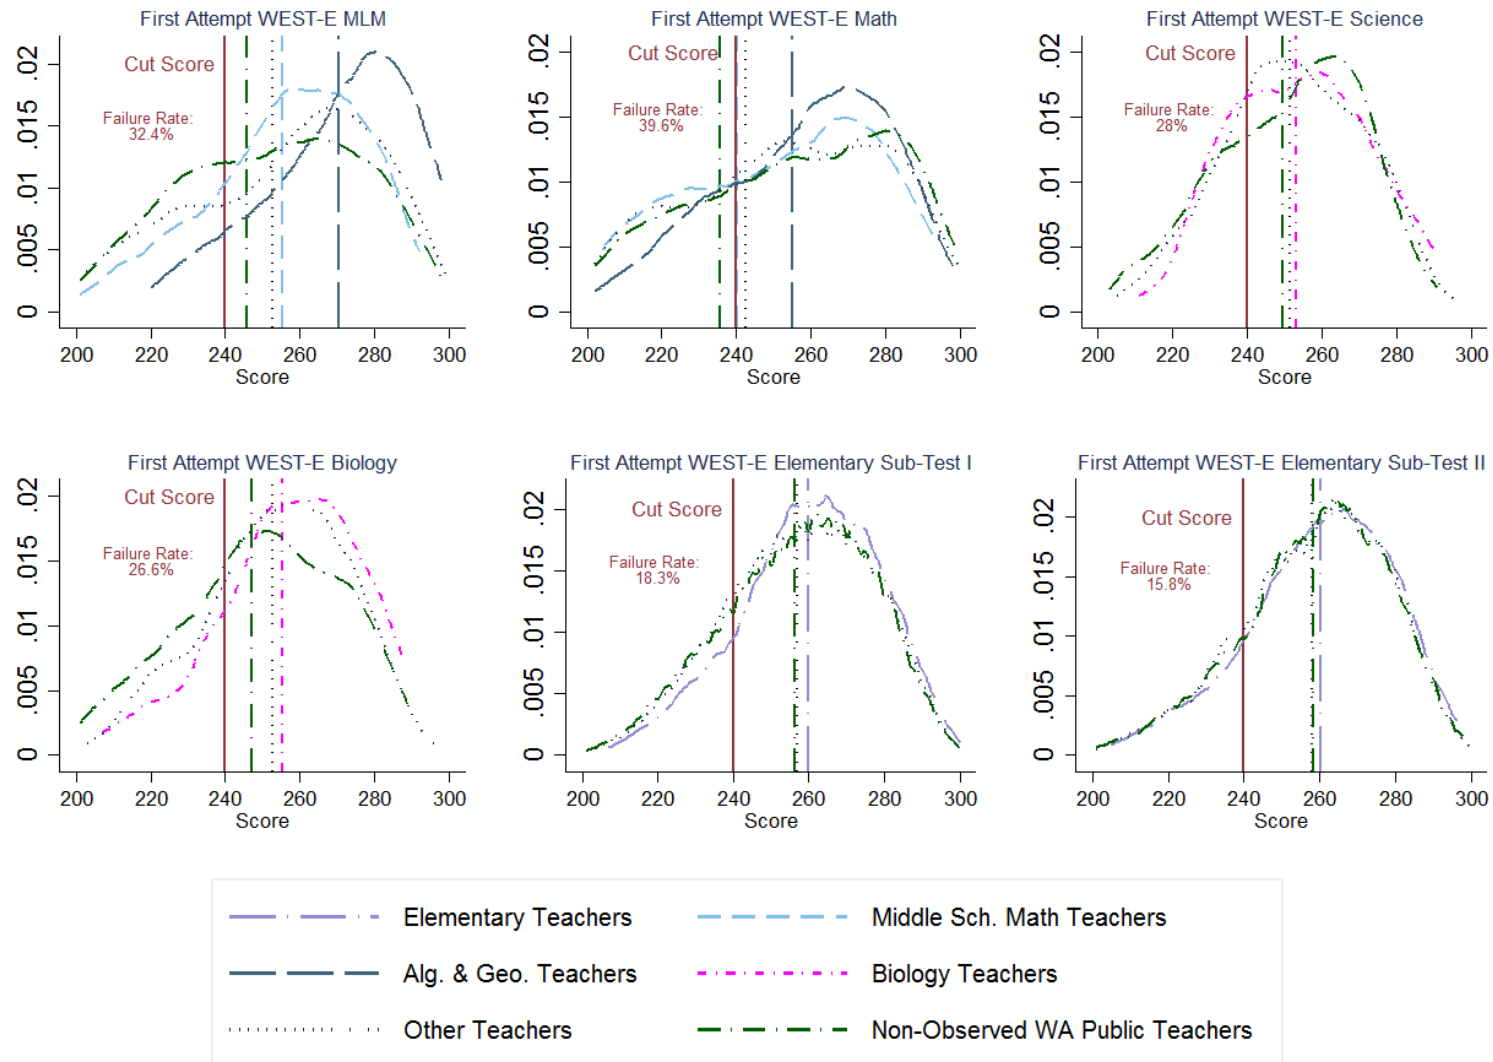 First Attempt WEST-E MLM
Cut Score
Failure Rate:
32.4%
0 .005 .01 .015 .02
200 220 240 260 280 300
Score
First Attempt WEST-E Math
Cut Score
Failure Rate:
39.6%
0 .005 .01 .015 .02
200 220 240 260 280 300
Score
First Attempt WEST-E Science
Cut Score
Failure Rate:
28%
0 .005 .01 .015 .02
200 220 240 260 280 300
Score
First Attempt WEST-E Biology
Cut Score
Failure Rate:
26.6%
0 .005 .01 .015 .02
200 220 240 260 280 300
Score
First Attempt WEST-E Elementary Sub-Test I
Cut Score
Failure Rate:
18.3%
0 .005 .01 .015 .02
200 220 240 260 280 300
Score
First Attempt WEST-E Elementary Sub-Test II
Cut Score
Failure Rate:
15.8%
0 .005 .01 .015 .02
200 220 240 260 280 300
Score
Elementary Teachers
Middle Sch. Math Teachers
Alg. & Geo. Teachers
Biology Teachers
Other Teachers
Non-Observed WA Public Teachers